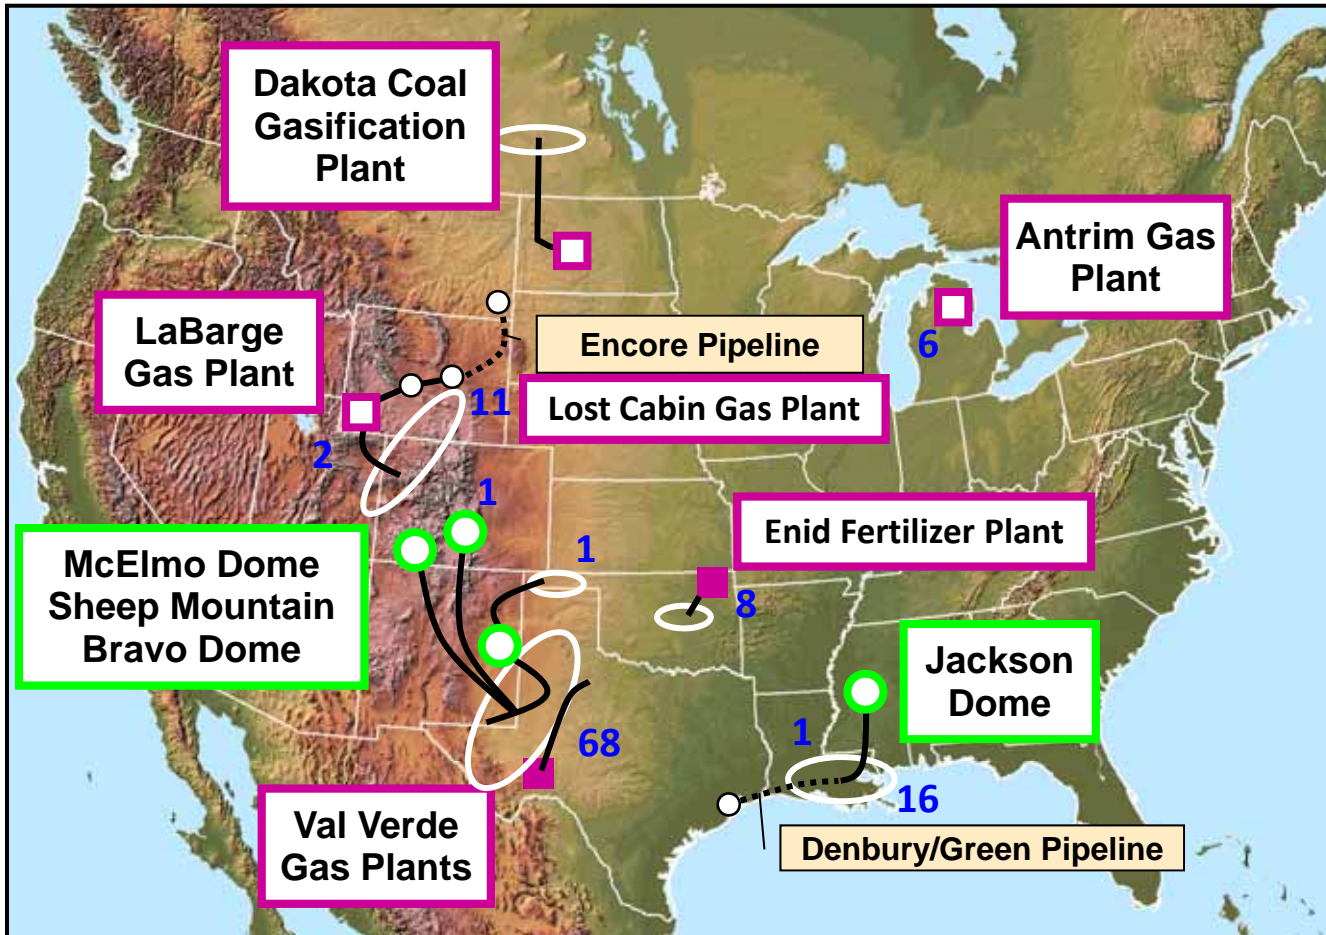 Dakota Coal
Gasification
Plant
Antrim Gas
Plant
LaBarge
Gas Plant
6
Encore Pipeline
11
Lost Cabin Gas Plant
2
1
Enid Fertilizer Plant
McElmo Dome
Sheep Mountain
Bravo Dome
1
8
Jackson
Dome
68
1
16
Val Verde
Gas Plants
Denbury/Green Pipeline